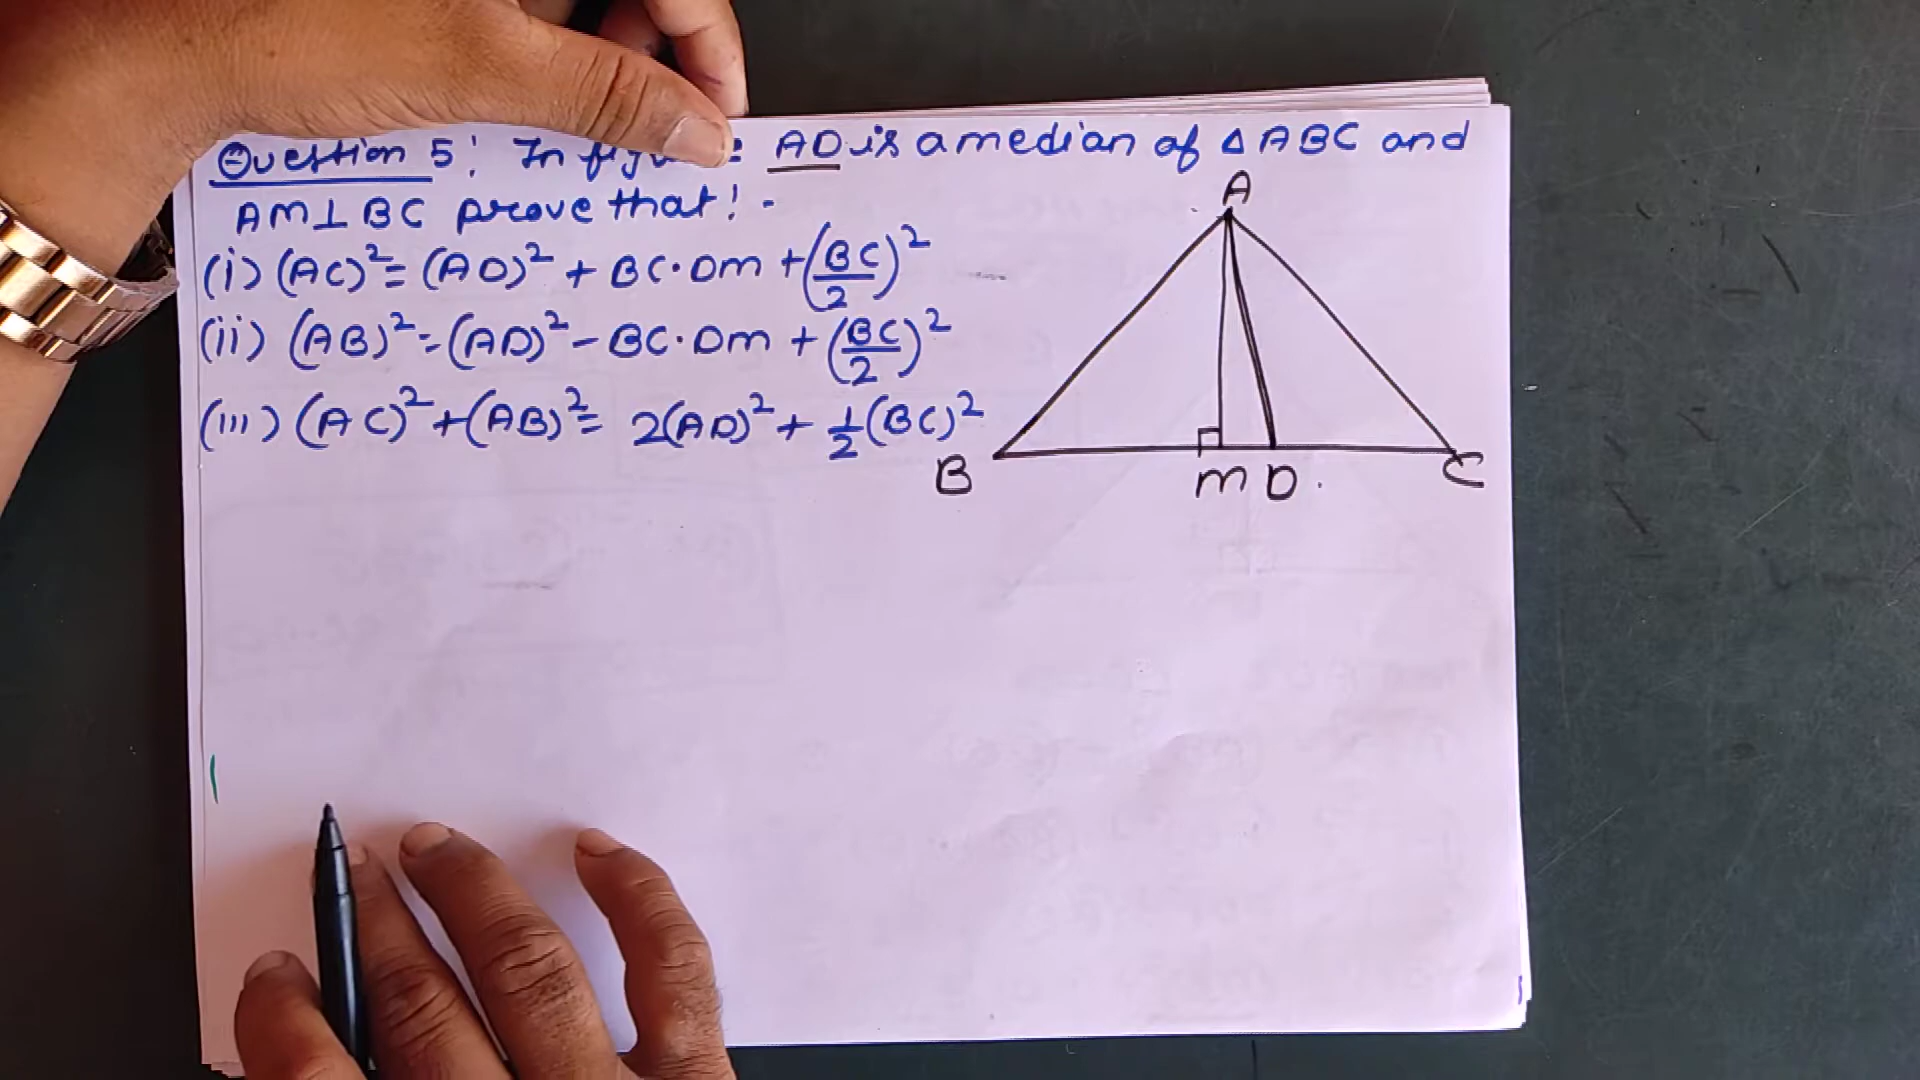 Question 5: In figu : AD is a median of △ABC and
AM⊥BC prove that:-
(i) (AC)²=(AD)² + BC·DM +(BC/2)²
(ii) (AB)²=(AD)² - BC·DM + (BC/2)²
(iii) (AC)²+(AB)²= 2(AD)² + 1/2(BC)²
A
B
M D
C